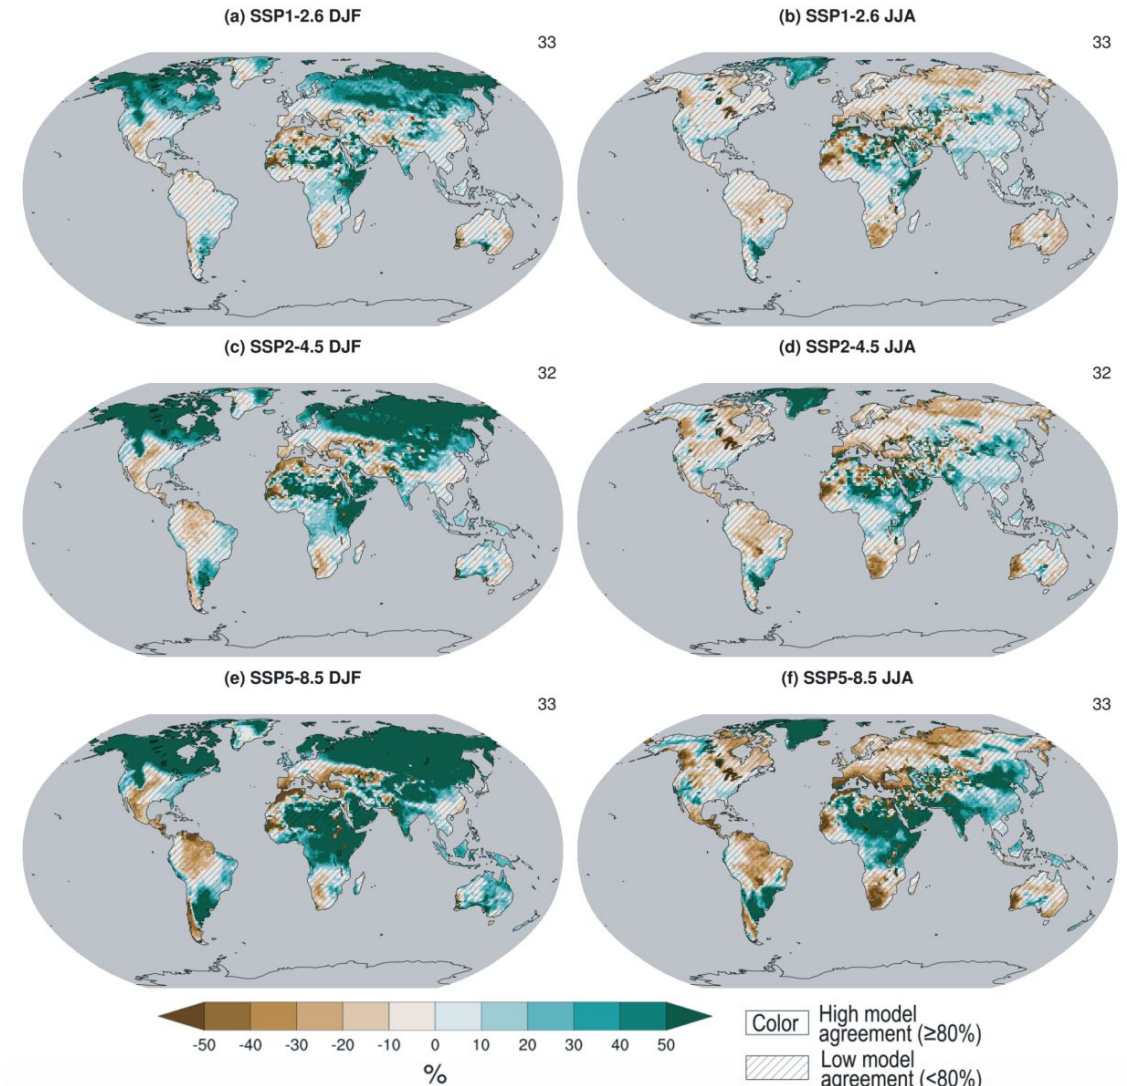 (a) SSP1-2.6 DJF
(b) SSP1-2.6 JJA
33
33
(c) SSP2-4.5 DJF
(d) SSP2-4.5 JJA
32
32
(e) SSP5-8.5 DJF
(f) SSP5-8.5 JJA
33
33
-50 -40 -30 -20 -10 0 10 20 30 40 50
%
Color
High model
agreement (≥80%)
Low model
agreement (<80%)